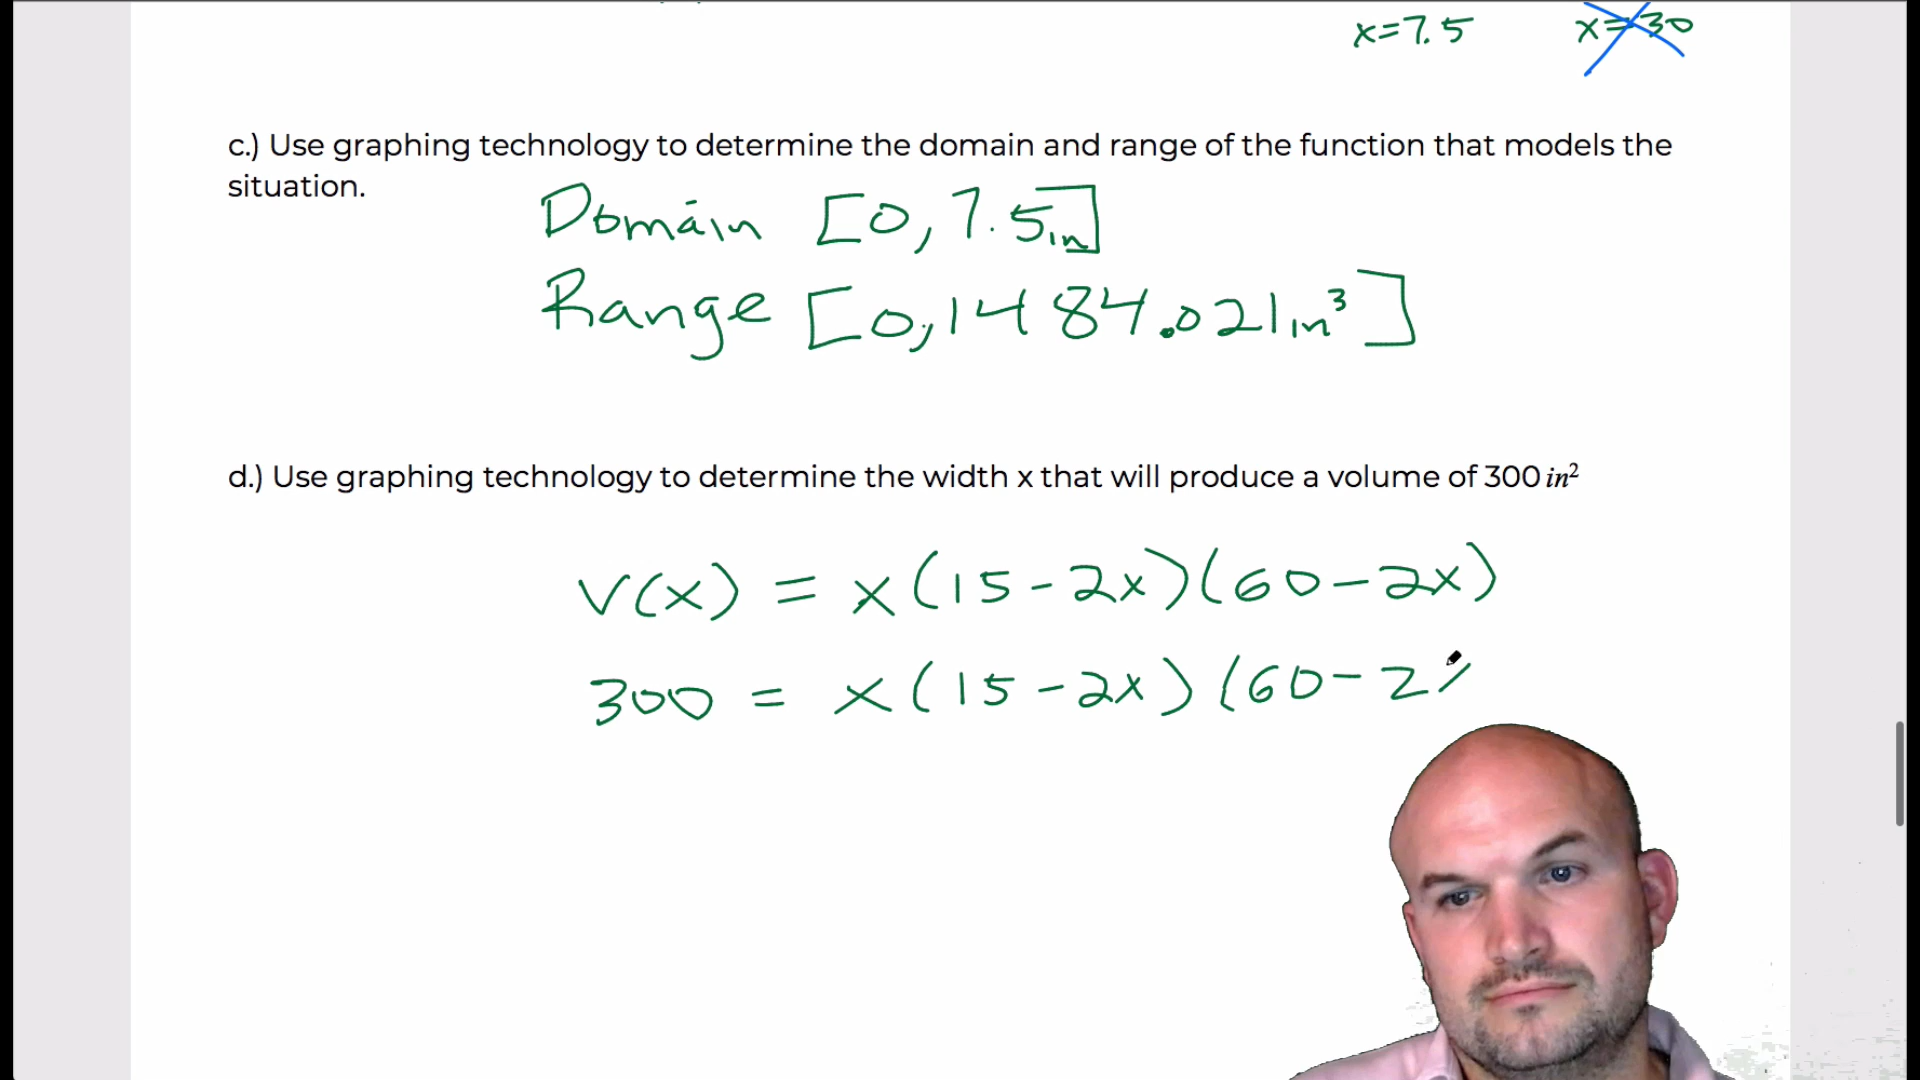 x=7.5 x=30
c.) Use graphing technology to determine the domain and range of the function that models the
situation.
Domain [0, 7.5in]
Range [0, 1484.021in³]
d.) Use graphing technology to determine the width x that will produce a volume of 300 in²
V(x) = x(15-2x)(60-2x)
300 = x(15-2x)(60-2